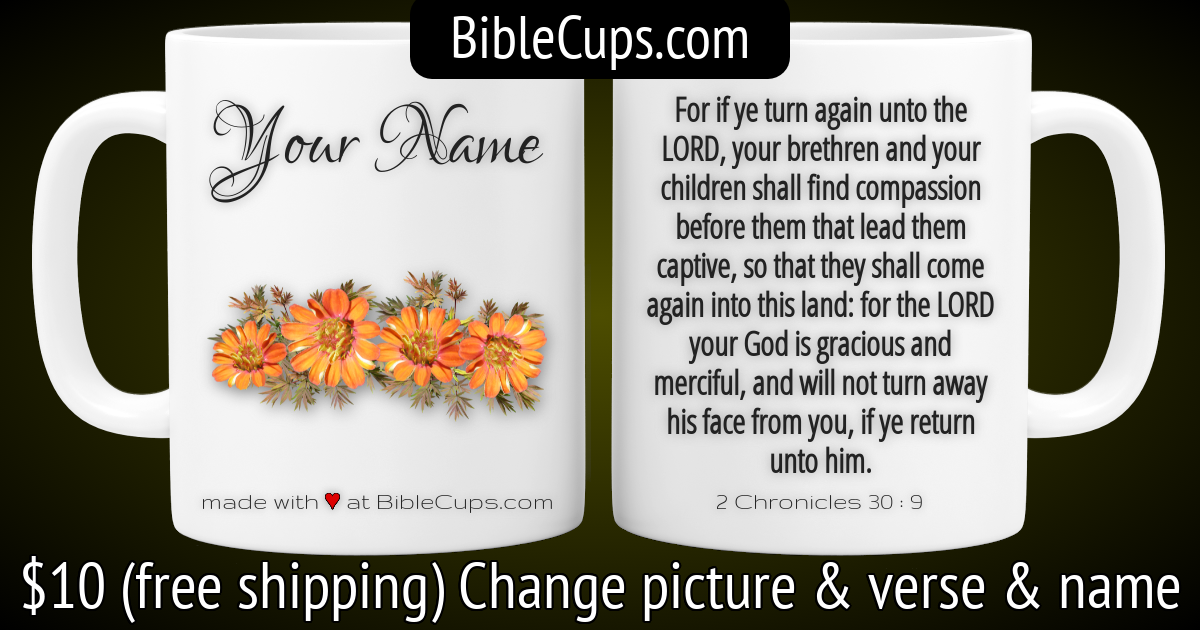 BibleCups.com
Your Name
made with ♥ at BibleCups.com
For if ye turn again unto the
LORD, your brethren and your
children shall find compassion
before them that lead them
captive, so that they shall come
again into this land: for the LORD
your God is gracious and
merciful, and will not turn away
his face from you, if ye return
unto him.
2 Chronicles 30 : 9
$10 (free shipping) Change picture & verse & name